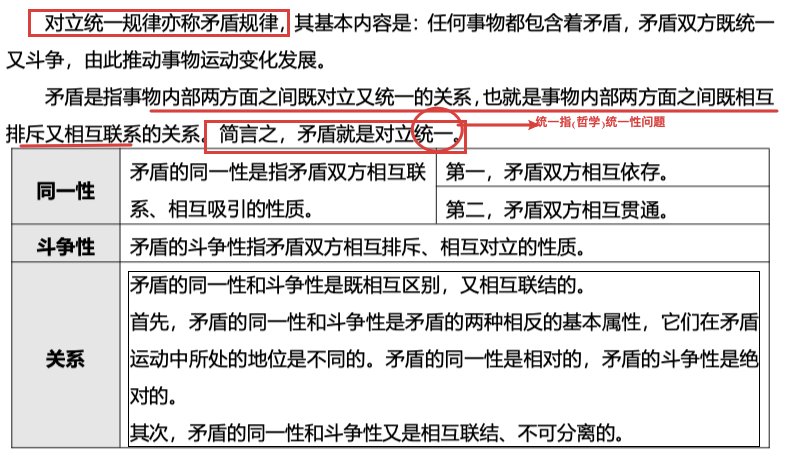 对立统一规律亦称矛盾规律，其基本内容是：任何事物都包含着矛盾，矛盾双方既统一
又斗争，由此推动事物运动变化发展。
矛盾是指事物内部两方面之间既对立又统一的关系，也就是事物内部两方面之间既相互
排斥又相互联系的关系。简言之，矛盾就是对立统一。
统一指(哲学)统一性问题
同一性
矛盾的同一性是指矛盾双方相互联
系、相互吸引的性质。
第一，矛盾双方相互依存。
第二，矛盾双方相互贯通。
斗争性
矛盾的斗争性指矛盾双方相互排斥、相互对立的性质。
关系
矛盾的同一性和斗争性是既相互区别，又相互联结的。
首先，矛盾的同一性和斗争性是矛盾的两种相反的基本属性，它们在矛盾
运动中所处的地位是不同的。矛盾的同一性是相对的，矛盾的斗争性是绝
对的。
其次，矛盾的同一性和斗争性又是相互联结、不可分离的。